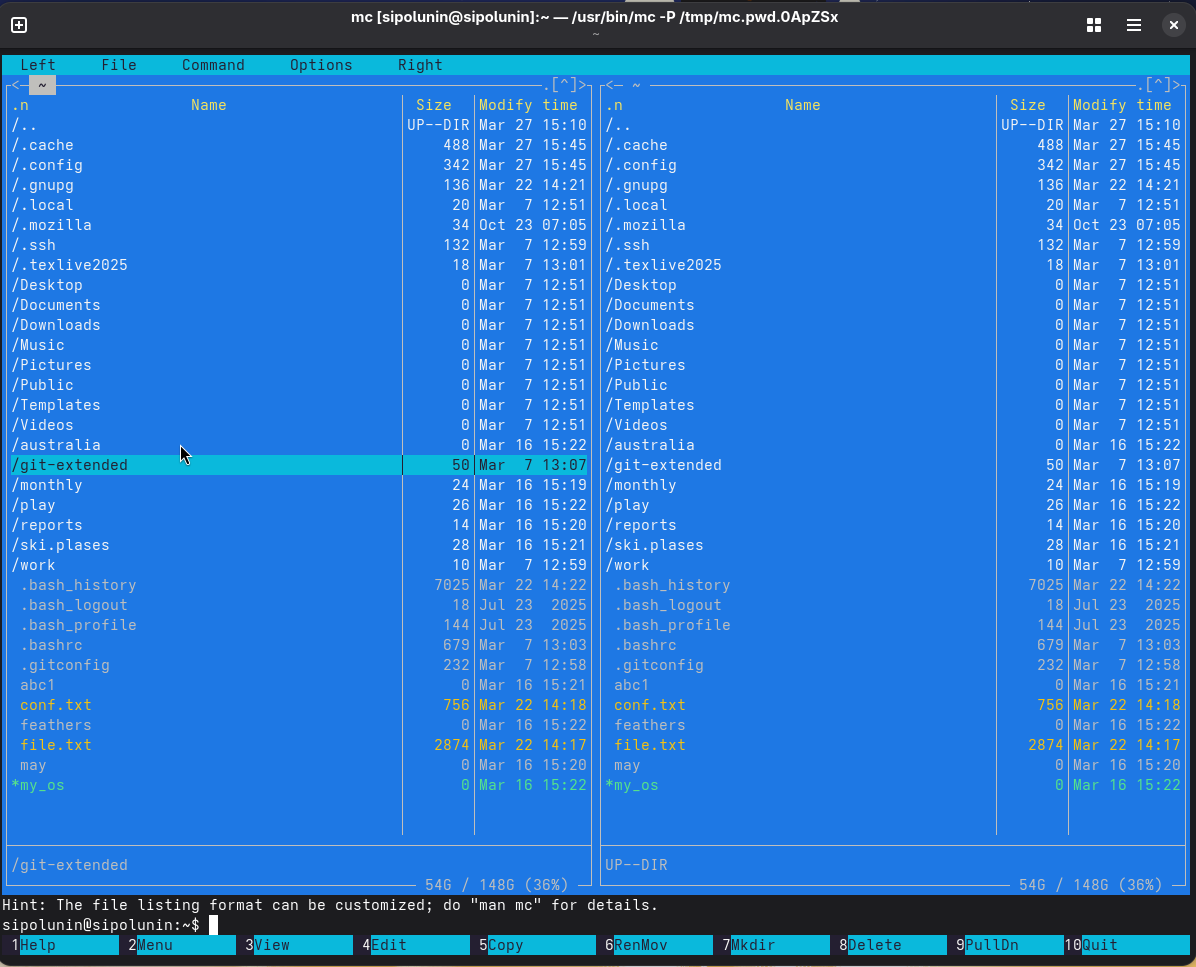 mc [sipolunin@sipolunin]:~ — /usr/bin/mc -P /tmp/mc.pwd.0ApZSx
~
Left File Command Options Right
<— ~ .[^]> <— ~ .[^]>
.n Name Size Modify time .n Name Size Modify time
/.. UP--DIR Mar 27 15:10 /.. UP--DIR Mar 27 15:10
/.cache 488 Mar 27 15:45 /.cache 488 Mar 27 15:45
/.config 342 Mar 27 15:45 /.config 342 Mar 27 15:45
/.gnupg 136 Mar 22 14:21 /.gnupg 136 Mar 22 14:21
/.local 20 Mar 7 12:51 /.local 20 Mar 7 12:51
/.mozilla 34 Oct 23 07:05 /.mozilla 34 Oct 23 07:05
/.ssh 132 Mar 7 12:59 /.ssh 132 Mar 7 12:59
/.texlive2025 18 Mar 7 13:01 /.texlive2025 18 Mar 7 13:01
/Desktop 0 Mar 7 12:51 /Desktop 0 Mar 7 12:51
/Documents 0 Mar 7 12:51 /Documents 0 Mar 7 12:51
/Downloads 0 Mar 7 12:51 /Downloads 0 Mar 7 12:51
/Music 0 Mar 7 12:51 /Music 0 Mar 7 12:51
/Pictures 0 Mar 7 12:51 /Pictures 0 Mar 7 12:51
/Public 0 Mar 7 12:51 /Public 0 Mar 7 12:51
/Templates 0 Mar 7 12:51 /Templates 0 Mar 7 12:51
/Videos 0 Mar 7 12:51 /Videos 0 Mar 7 12:51
/australia 0 Mar 16 15:22 /australia 0 Mar 16 15:22
/git-extended 50 Mar 7 13:07 /git-extended 50 Mar 7 13:07
/monthly 24 Mar 16 15:19 /monthly 24 Mar 16 15:19
/play 26 Mar 16 15:22 /play 26 Mar 16 15:22
/reports 14 Mar 16 15:20 /reports 14 Mar 16 15:20
/ski.plases 28 Mar 16 15:21 /ski.plases 28 Mar 16 15:21
/work 10 Mar 7 12:59 /work 10 Mar 7 12:59
.bash_history 7025 Mar 22 14:22 .bash_history 7025 Mar 22 14:22
.bash_logout 18 Jul 23 2025 .bash_logout 18 Jul 23 2025
.bash_profile 144 Jul 23 2025 .bash_profile 144 Jul 23 2025
.bashrc 679 Mar 7 13:03 .bashrc 679 Mar 7 13:03
.gitconfig 232 Mar 7 12:58 .gitconfig 232 Mar 7 12:58
abc1 0 Mar 16 15:21 abc1 0 Mar 16 15:21
conf.txt 756 Mar 22 14:18 conf.txt 756 Mar 22 14:18
feathers 0 Mar 16 15:22 feathers 0 Mar 16 15:22
file.txt 2874 Mar 22 14:17 file.txt 2874 Mar 22 14:17
may 0 Mar 16 15:20 may 0 Mar 16 15:20
*my_os 0 Mar 16 15:22 *my_os 0 Mar 16 15:22
/git-extended UP--DIR
54G / 148G (36%) 54G / 148G (36%)
Hint: The file listing format can be customized; do "man mc" for details.
sipolunin@sipolunin:~$
1Help 2Menu 3View 4Edit 5Copy 6RenMov 7Mkdir 8Delete 9PullDn 10Quit